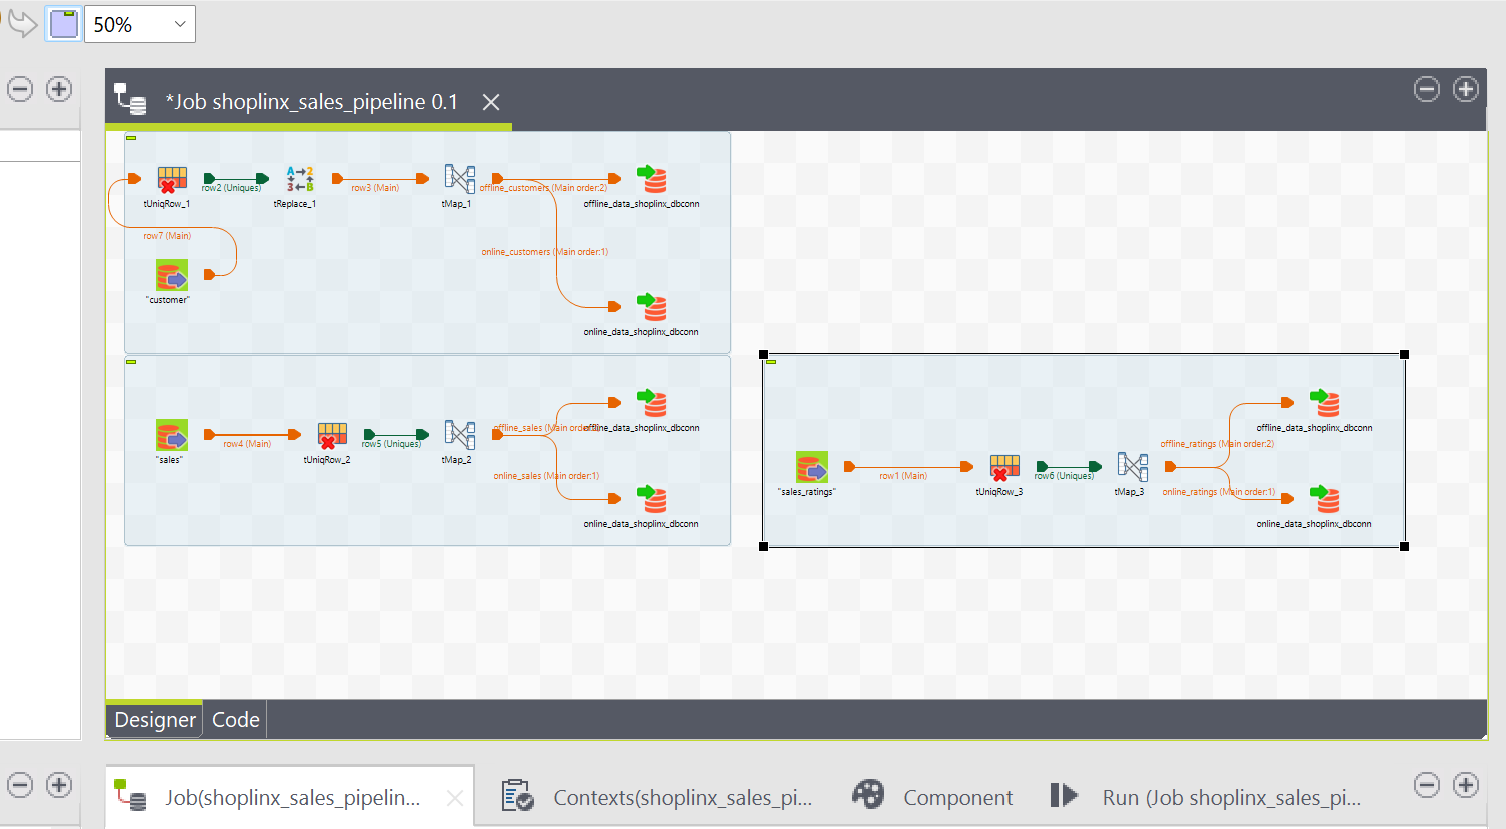 50%
*Job shoplinx_sales_pipeline 0.1
row2 (Uniques)
row3 (Main)
offline_customers (Main order:2)
tUniqRow_1
tReplace_1
tMap_1
offline_data_shoplinx_dbconn
row7 (Main)
online_customers (Main order:1)
"customer"
online_data_shoplinx_dbconn
row4 (Main)
row5 (Uniques)
offline_sales (Main
offline_data_shoplinx_dbconn
"sales"
tUniqRow_2
tMap_2
online_sales (Main order:1)
online_data_shoplinx_dbconn
offline_data_shoplinx_dbconn
offline_ratings (Main order:2)
row1 (Main)
row6 (Uniques)
"sales_ratings"
tUniqRow_3
tMap_3
online_ratings (Main order:1)
online_data_shoplinx_dbconn
Designer
Code
Job(shoplinx_sales_pipelin...
Contexts(shoplinx_sales_pi...
Component
Run (Job shoplinx_sales_pi...